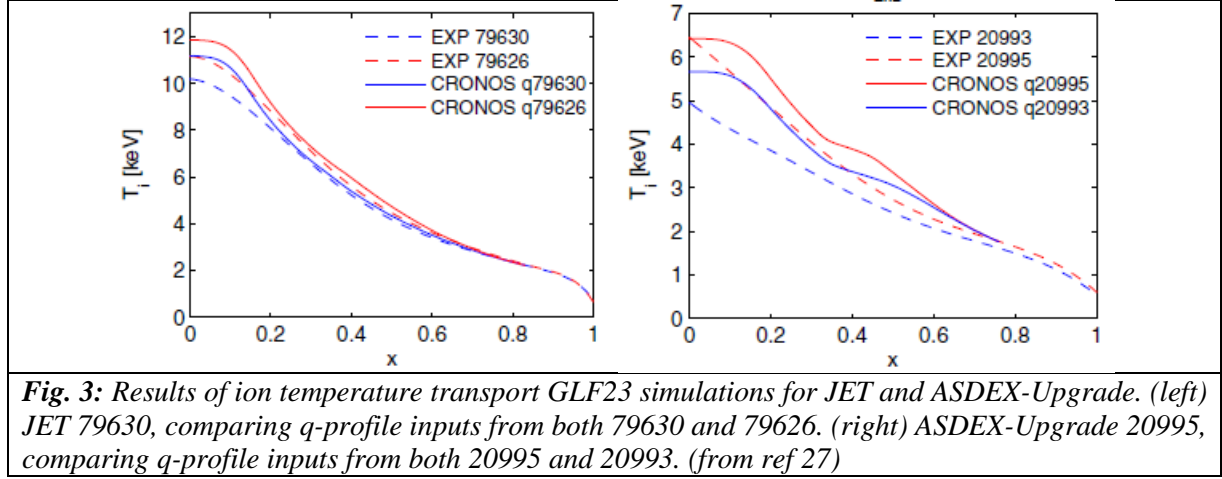 12
10
8
6
4
2
0
T_i [keV]
EXP 79630
EXP 79626
CRONOS q79630
CRONOS q79626
0 0.2 0.4 0.6 0.8 1
x
7
6
5
4
3
2
1
0
T_i [keV]
EXP 20993
EXP 20995
CRONOS q20995
CRONOS q20993
0 0.2 0.4 0.6 0.8 1
x
Fig. 3: Results of ion temperature transport GLF23 simulations for JET and ASDEX-Upgrade. (left)
JET 79630, comparing q-profile inputs from both 79630 and 79626. (right) ASDEX-Upgrade 20995,
comparing q-profile inputs from both 20995 and 20993. (from ref 27)